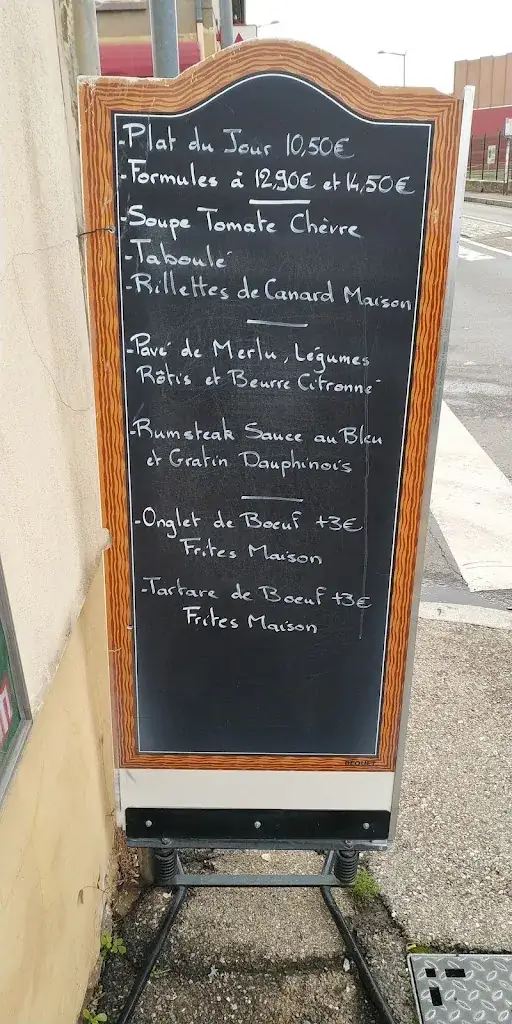 -Plat du Jour 10,50€
-Formules à 12,90€ et 14,50€
-Soupe Tomate Chèvre
-Taboulé
-Rillettes de Canard Maison
-Pavé de Merlu, Légumes
Rôtis et Beurre Citronné
-Rumsteak Sauce au Bleu
et Gratin Dauphinois
-Onglet de Boeuf +3€
Frites Maison
-Tartare de Boeuf +3€
Frites Maison
BEQUET